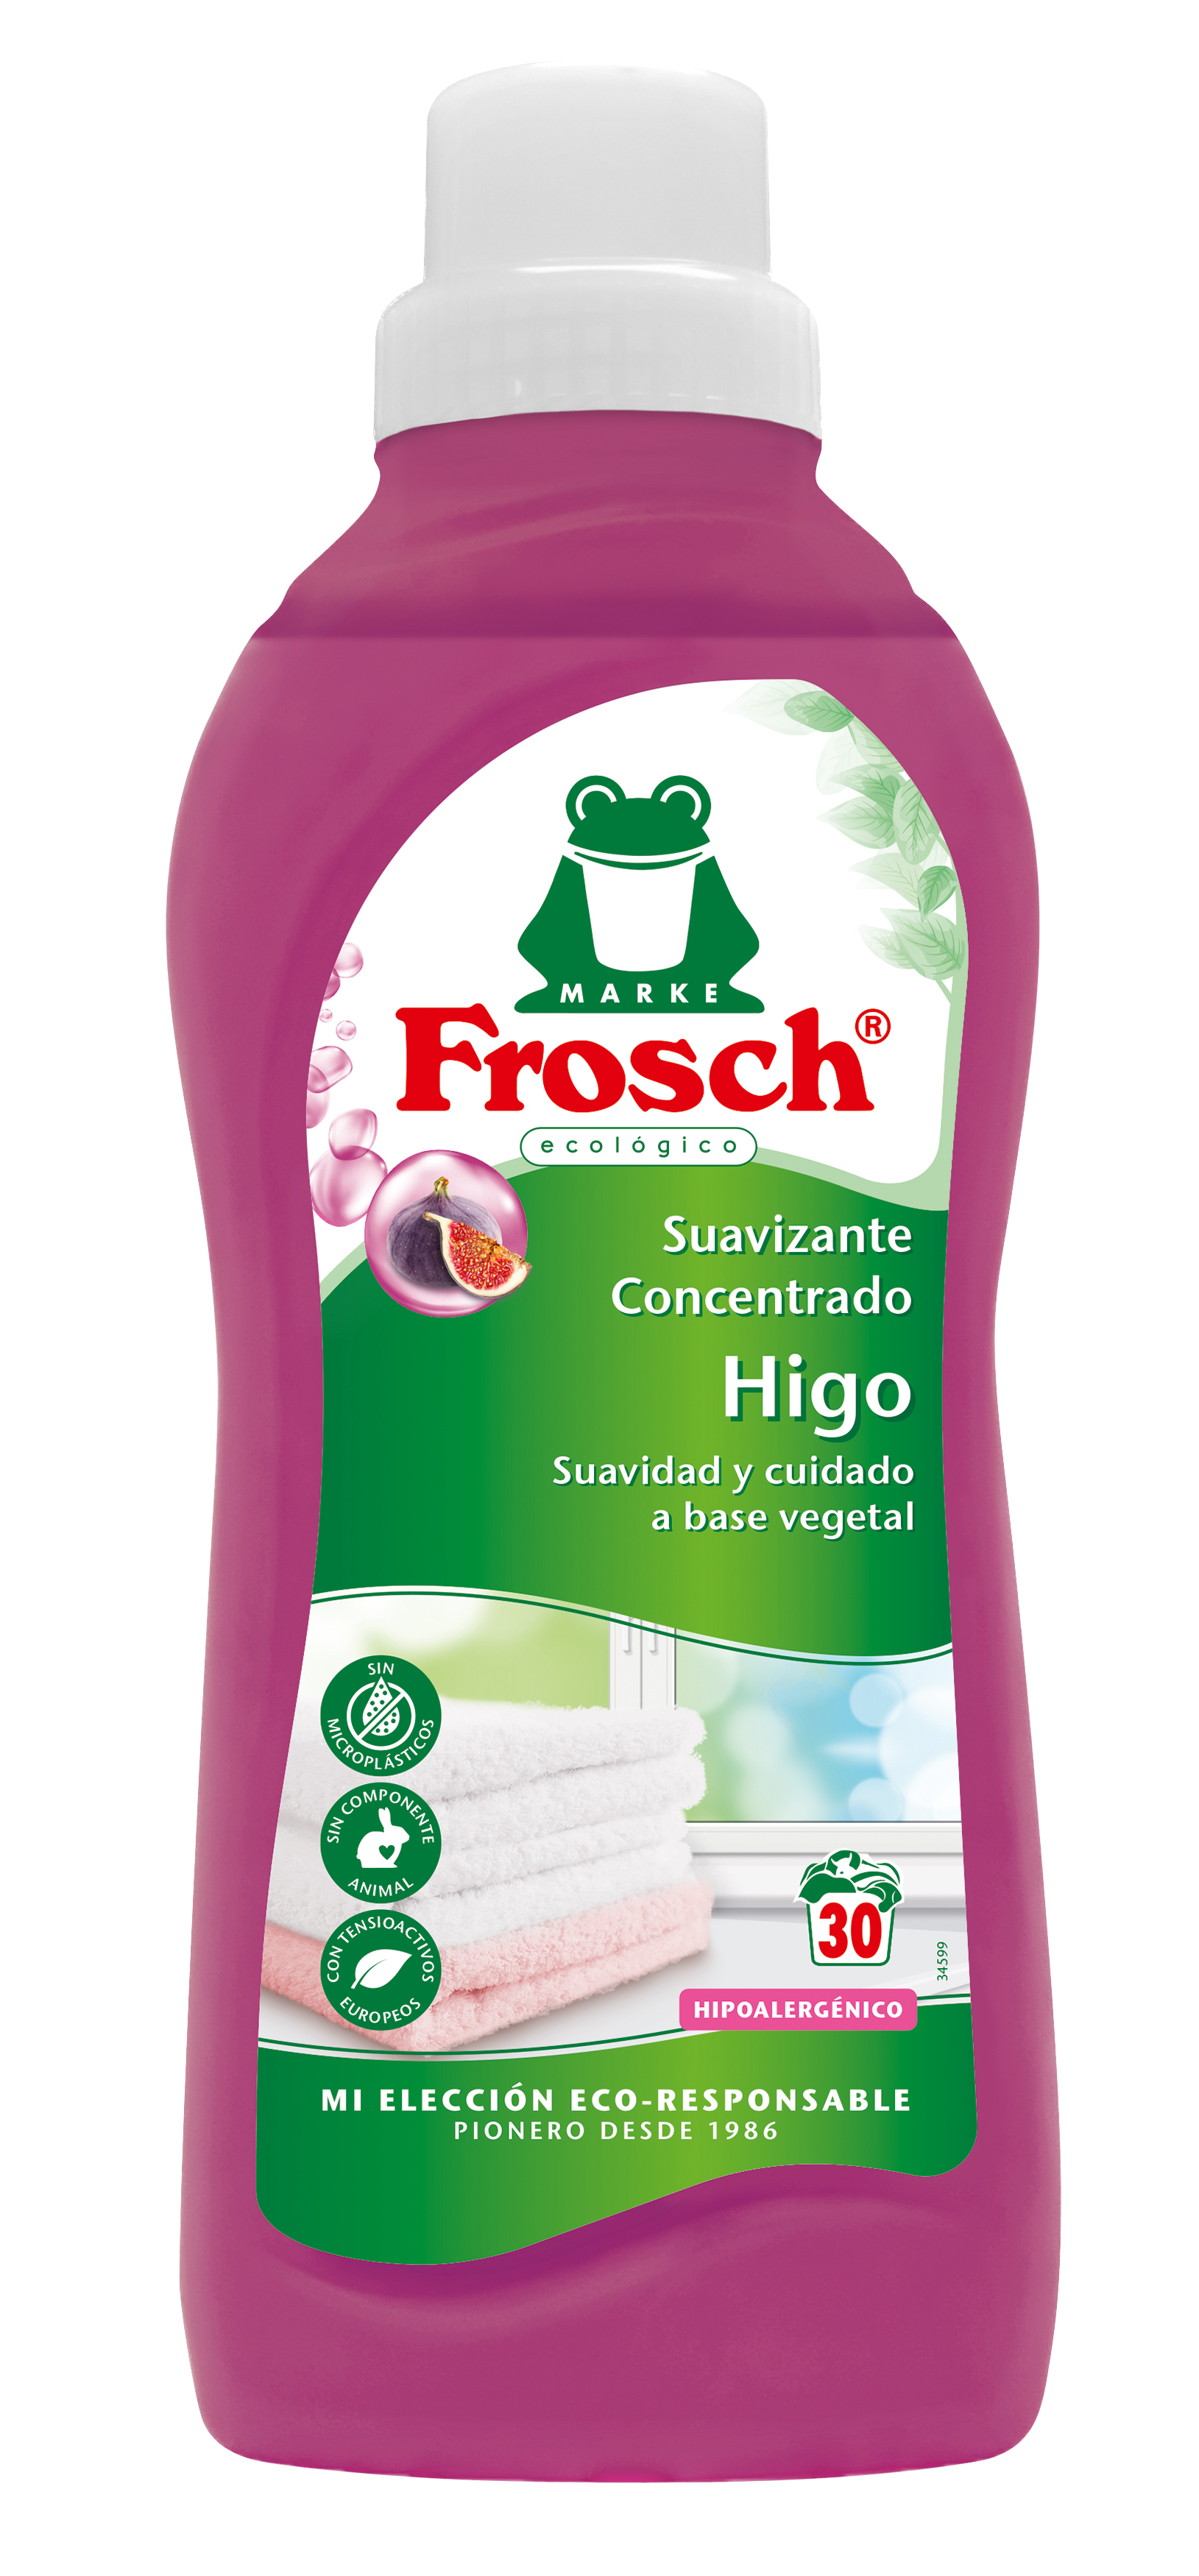 MARKE
Frosch®
ecológico
Suavizante
Concentrado
Higo
Suavidad y cuidado
a base vegetal
SIN
MICROPLÁSTICOS
SIN COMPONENTE
ANIMAL
CON TENSIOACTIVOS
EUROPEOS
30
34599
HIPOALERGÉNICO
MI ELECCIÓN ECO-RESPONSABLE
PIONERO DESDE 1986